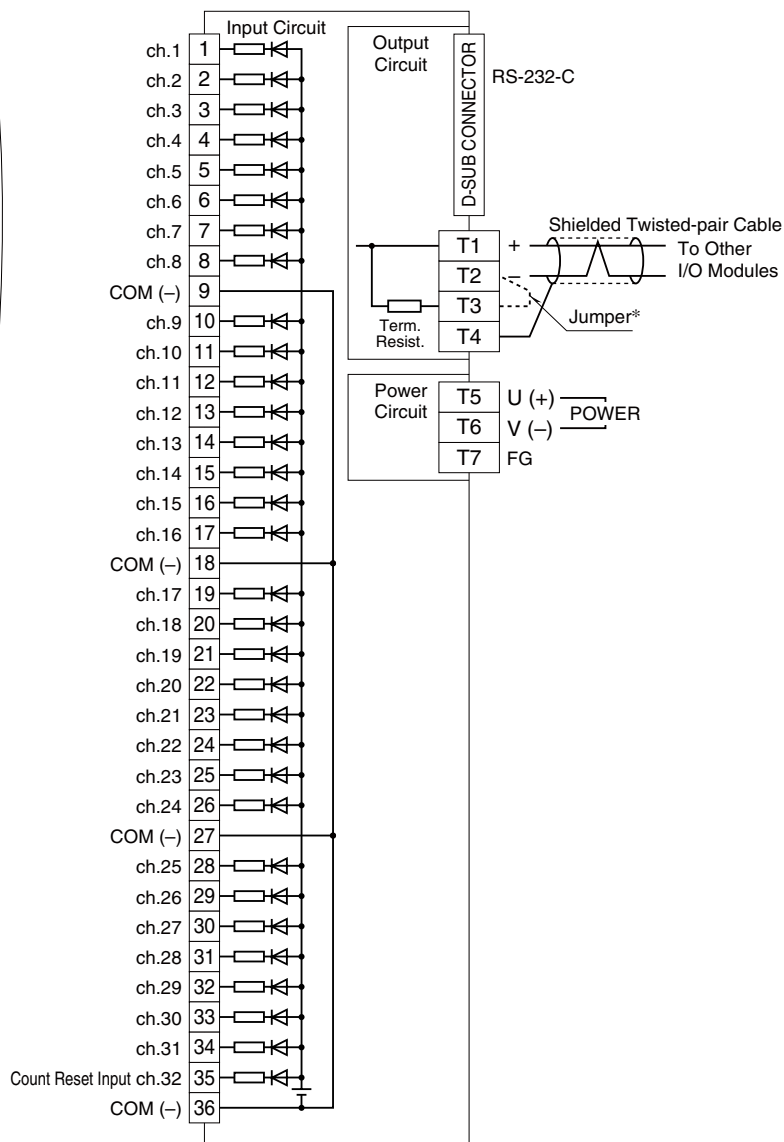 Input Circuit
ch.1 1
ch.2 2
ch.3 3
ch.4 4
ch.5 5
ch.6 6
ch.7 7
ch.8 8
COM (–) 9
ch.9 10
ch.10 11
ch.11 12
ch.12 13
ch.13 14
ch.14 15
ch.15 16
ch.16 17
COM (–) 18
ch.17 19
ch.18 20
ch.19 21
ch.20 22
ch.21 23
ch.22 24
ch.23 25
ch.24 26
COM (–) 27
ch.25 28
ch.26 29
ch.27 30
ch.28 31
ch.29 32
ch.30 33
ch.31 34
Count Reset Input ch.32 35
COM (–) 36
Output
Circuit
D-SUB CONNECTOR
RS-232-C
Shielded Twisted-pair Cable
T1 +
T2 –
T3
T4
To Other
I/O Modules
Term.
Resist.
Jumper*
Power
Circuit
T5 U (+)
T6 V (–)
T7 FG
POWER